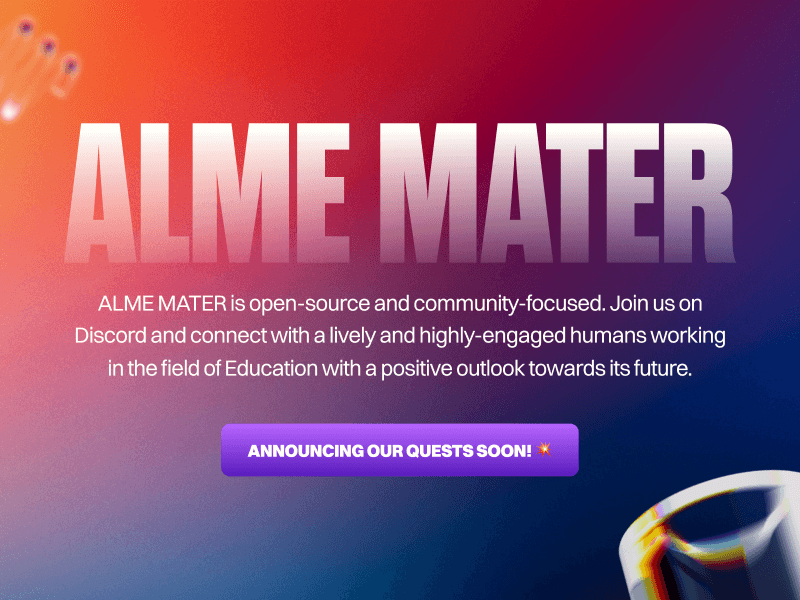 ALME MATER
ALME MATER is open-source and community-focused. Join us on
Discord and connect with a lively and highly-engaged humans working
in the field of Education with a positive outlook towards its future.
ANNOUNCING OUR QUESTS SOON! 💥